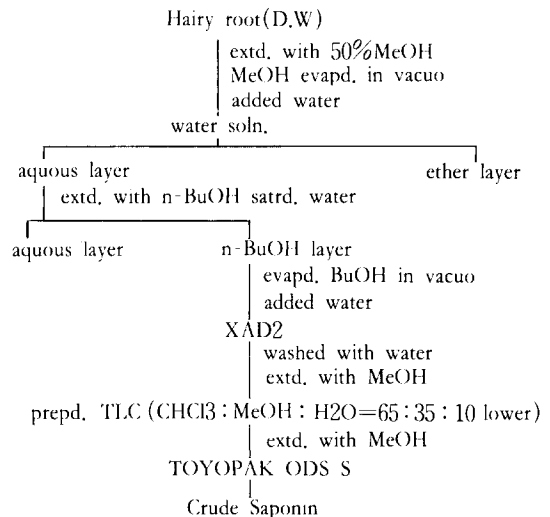 Hairy root(D.W)
extd. with 50%MeOH
MeOH evapd. in vacuo
added water
water soln.
aquous layer
ether layer
extd. with n-BuOH satrd. water
aquous layer
n-BuOH layer
evapd. BuOH in vacuo
added water
XAD2
washed with water
extd. with MeOH
prepd. TLC (CHCl3 : MeOH : H2O=65 : 35 : 10 lower)
extd. with MeOH
TOYOPAK ODS S
Crude Saponin